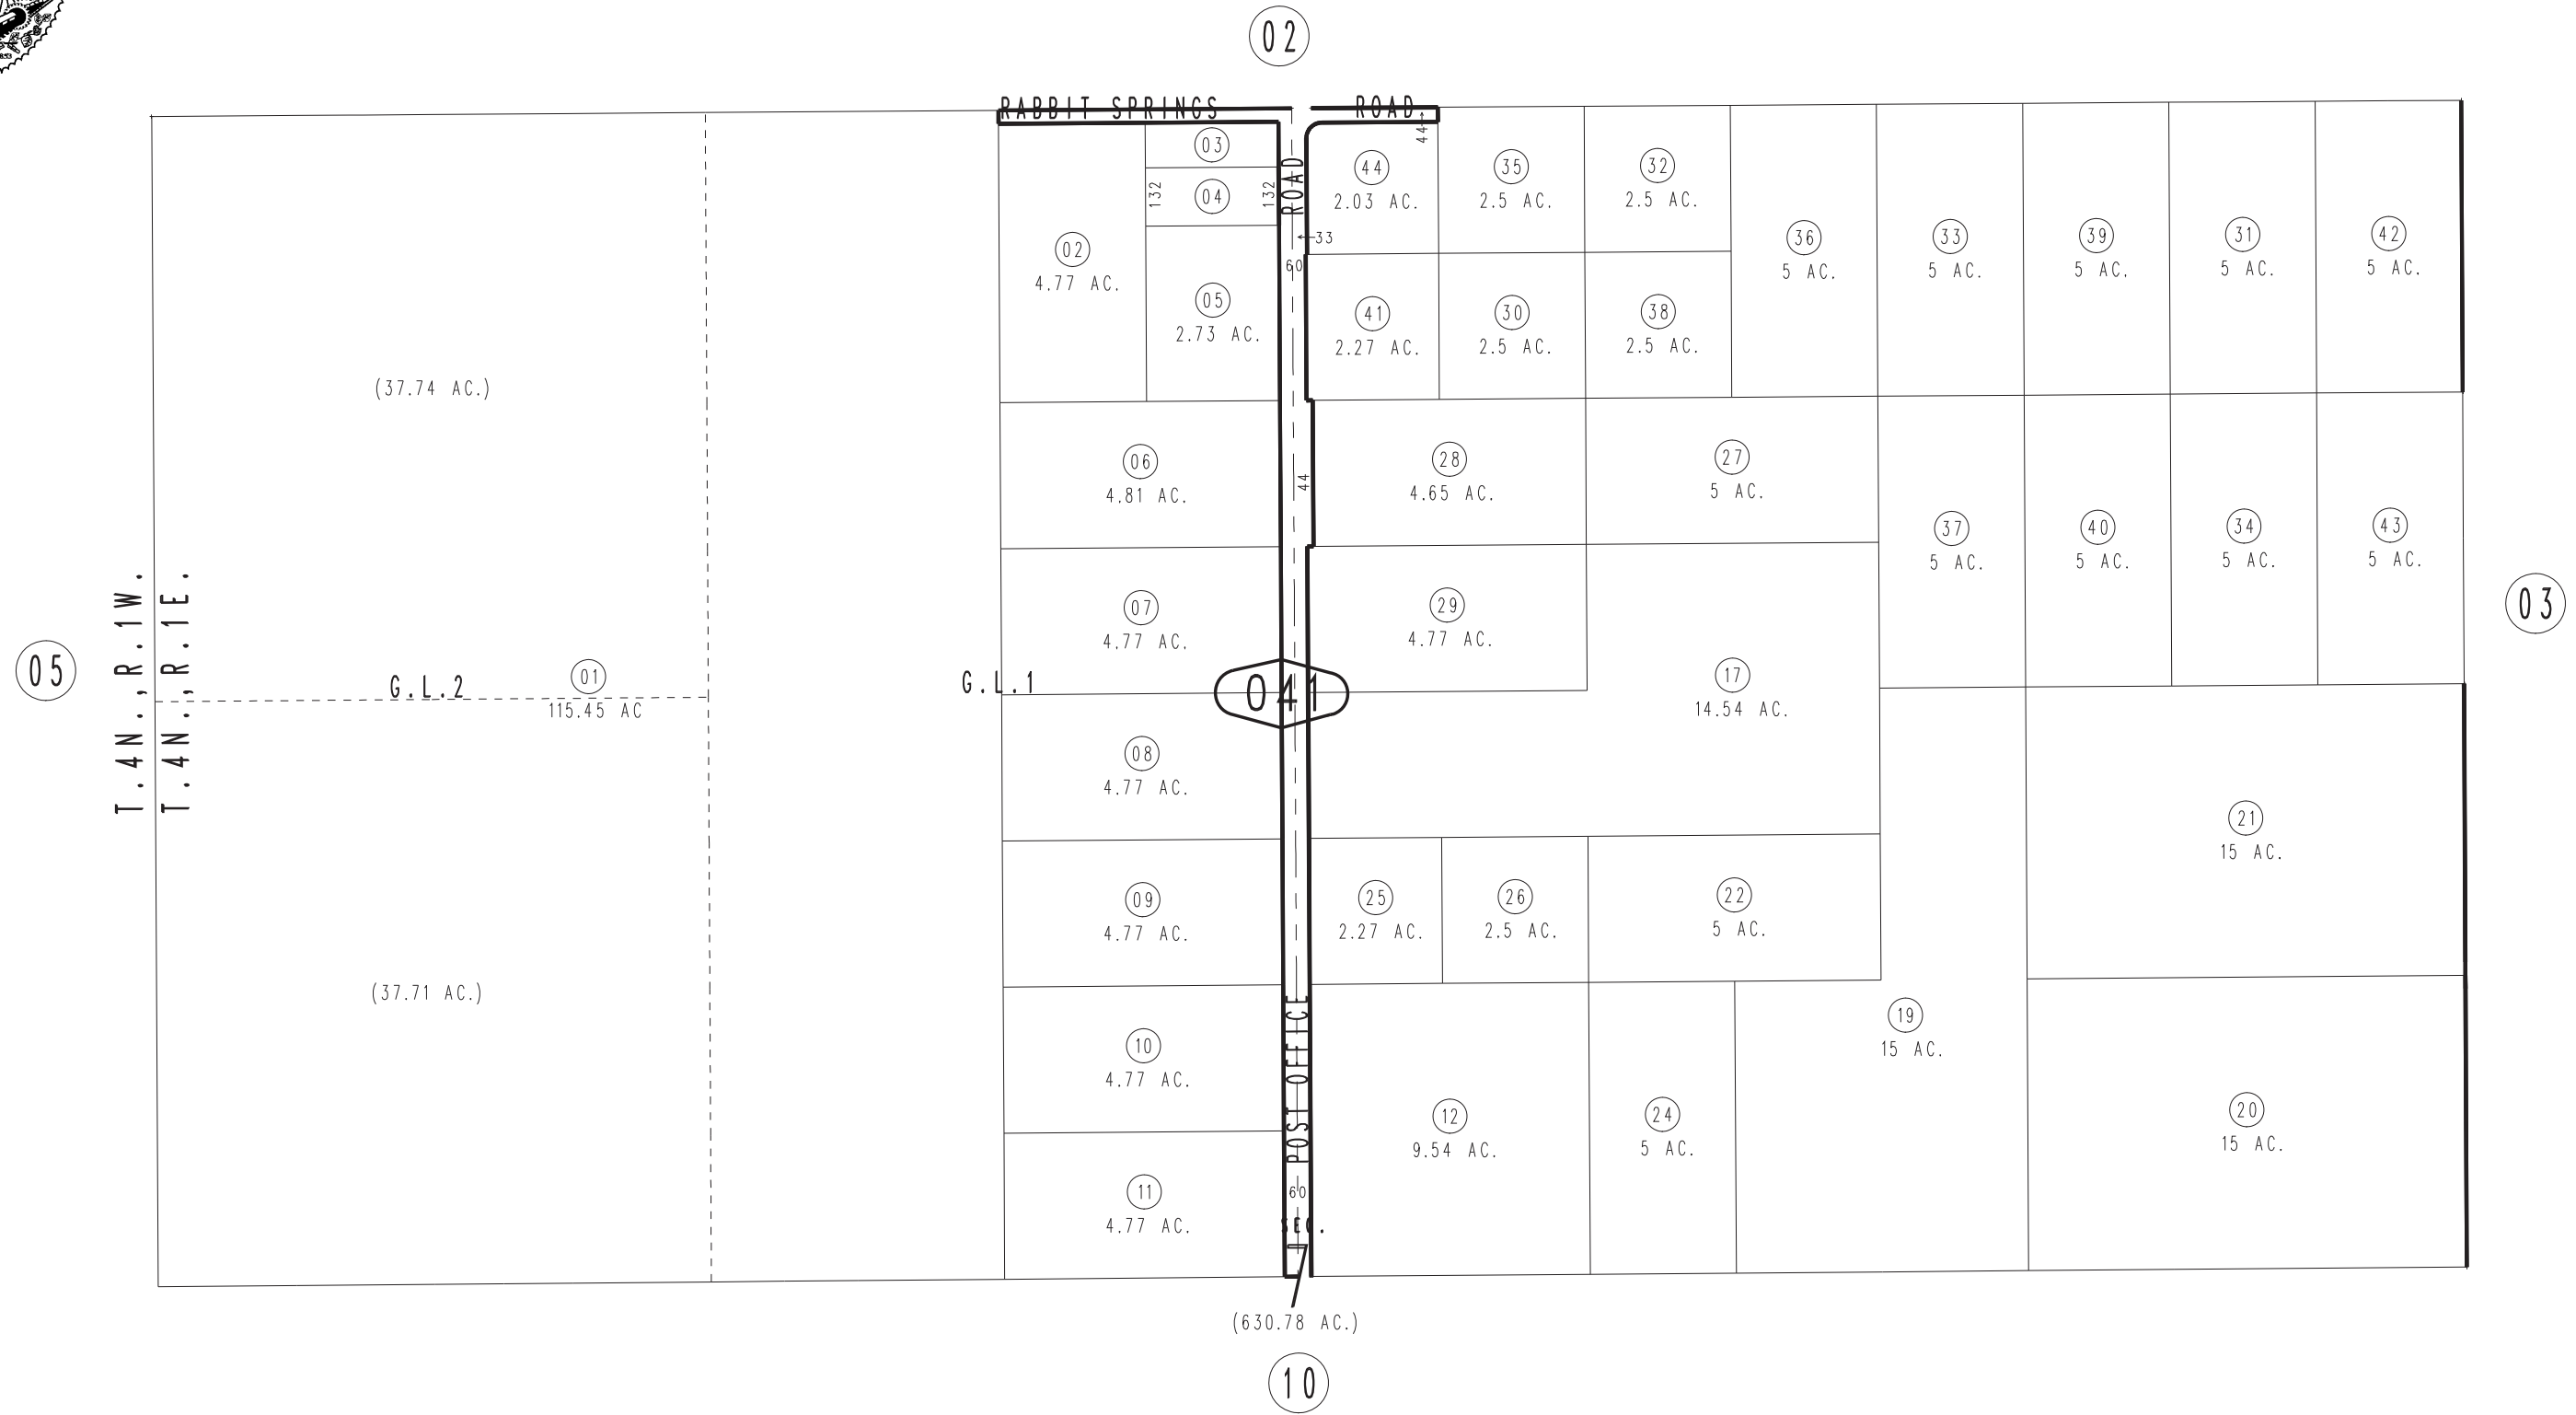 02
RABBIT SPRINGS ROAD
44
03
132
04
132
ROAD
02
4.77 AC.
05
2.73 AC.
33
60
44
2.03 AC.
35
2.5 AC.
32
2.5 AC.
36
5 AC.
33
5 AC.
39
5 AC.
31
5 AC.
42
5 AC.
41
2.27 AC.
30
2.5 AC.
38
2.5 AC.
(37.74 AC.)
06
4.81 AC.
44
28
4.65 AC.
27
5 AC.
37
5 AC.
40
5 AC.
34
5 AC.
43
5 AC.
07
4.77 AC.
29
4.77 AC.
03
05
T.4N.,R.1W.
T.4N.,R.1E.
G.L.2
01
115.45 AC
G.L.1
041
17
14.54 AC.
08
4.77 AC.
21
15 AC.
09
4.77 AC.
25
2.27 AC.
26
2.5 AC.
22
5 AC.
(37.71 AC.)
10
4.77 AC.
POST OFFICE
19
15 AC.
12
9.54 AC.
24
5 AC.
20
15 AC.
11
4.77 AC.
60
SEC.
(630.78 AC.)
10